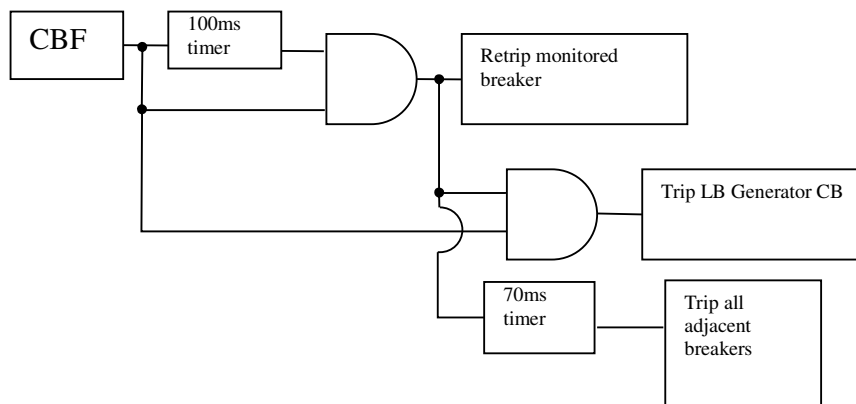 CBF
100ms
timer
Retrip monitored
breaker
Trip LB Generator CB
70ms
timer
Trip all
adjacent
breakers